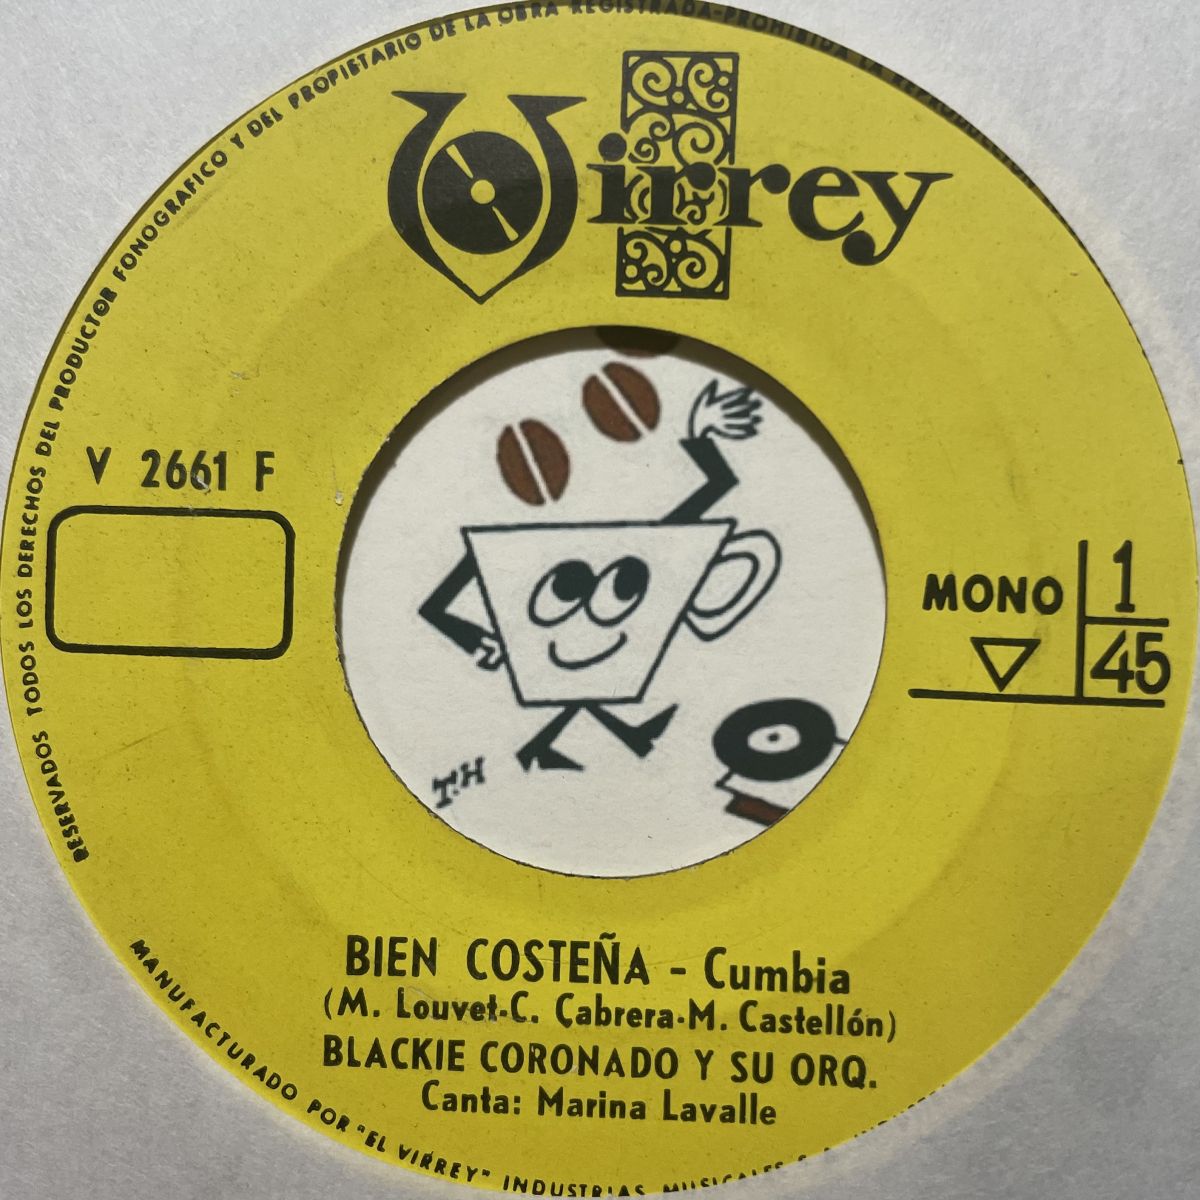 RESERVADOS TODOS LOS DERECHOS DEL PRODUCTOR FONOGRAFICO Y DEL PROPIETARIO DE LA OBRA REGISTRADA-PROHIBIDA LA
Virrey
V 2661 F
MONO
1
45
T.H
BIEN COSTEÑA - Cumbia
(M. Louvet-C. Cabrera-M. Castellón)
BLACKIE CORONADO Y SU ORQ.
Canta: Marina Lavalle
MANUFACTURADO POR "EL VIRREY" INDUSTRIAS MUSICALES S.A.